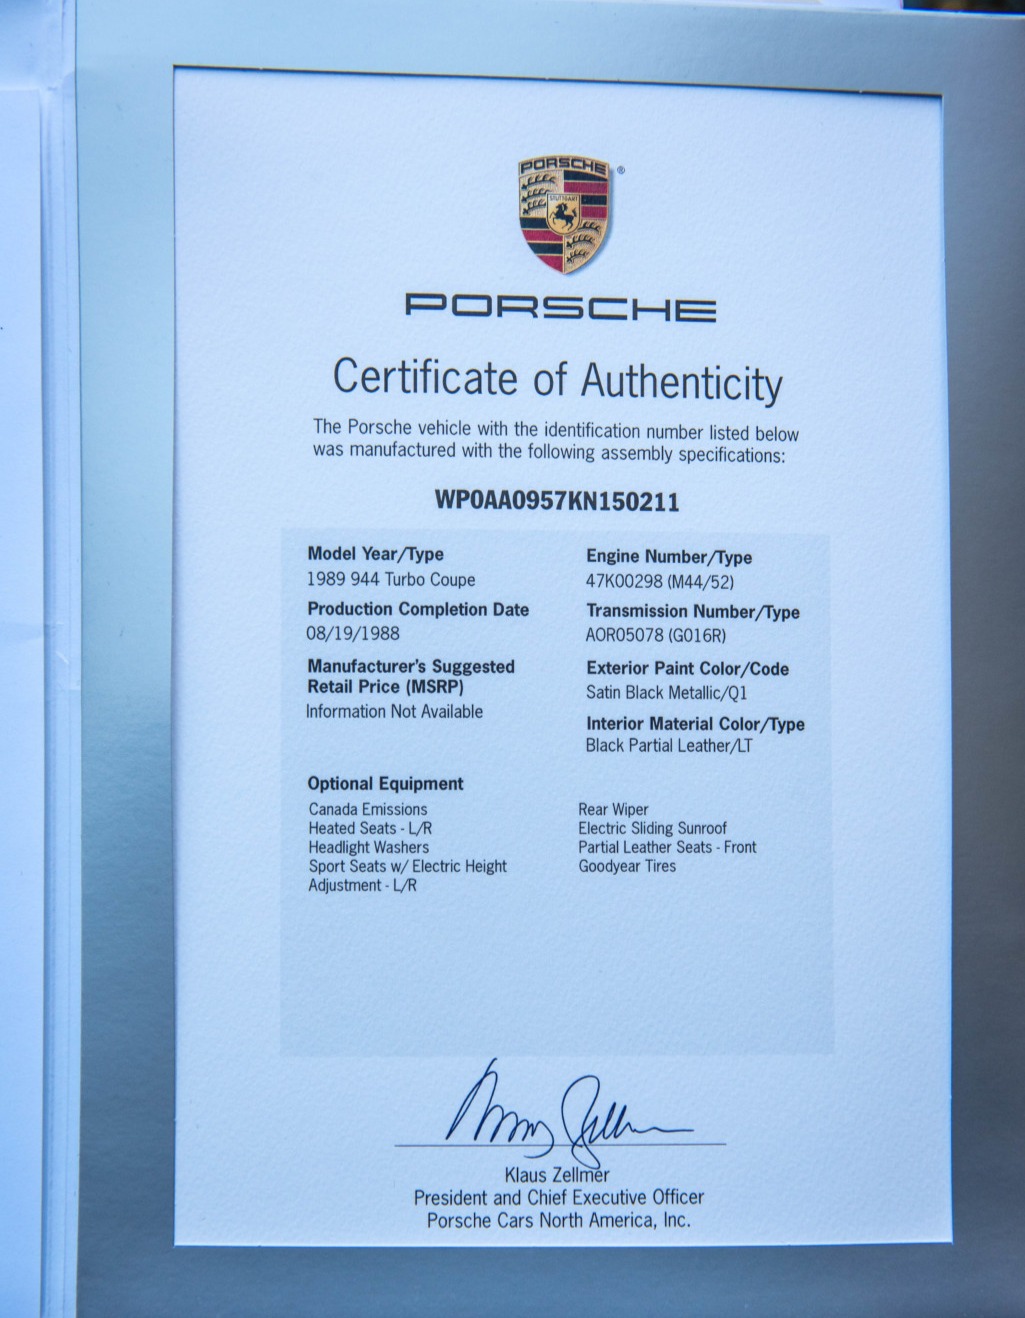 PORSCHE
STUTTGART
®
PORSCHE
Certificate of Authenticity
The Porsche vehicle with the identification number listed below
was manufactured with the following assembly specifications:
WP0AA0957KN150211
Model Year/Type
1989 944 Turbo Coupe
Production Completion Date
08/19/1988
Manufacturer's Suggested
Retail Price (MSRP)
Information Not Available
Engine Number/Type
47K00298 (M44/52)
Transmission Number/Type
AOR05078 (G016R)
Exterior Paint Color/Code
Satin Black Metallic/Q1
Interior Material Color/Type
Black Partial Leather/LT
Optional Equipment
Canada Emissions
Heated Seats - L/R
Headlight Washers
Sport Seats w/ Electric Height
Adjustment - L/R
Rear Wiper
Electric Sliding Sunroof
Partial Leather Seats - Front
Goodyear Tires
Klaus Zellmer
President and Chief Executive Officer
Porsche Cars North America, Inc.